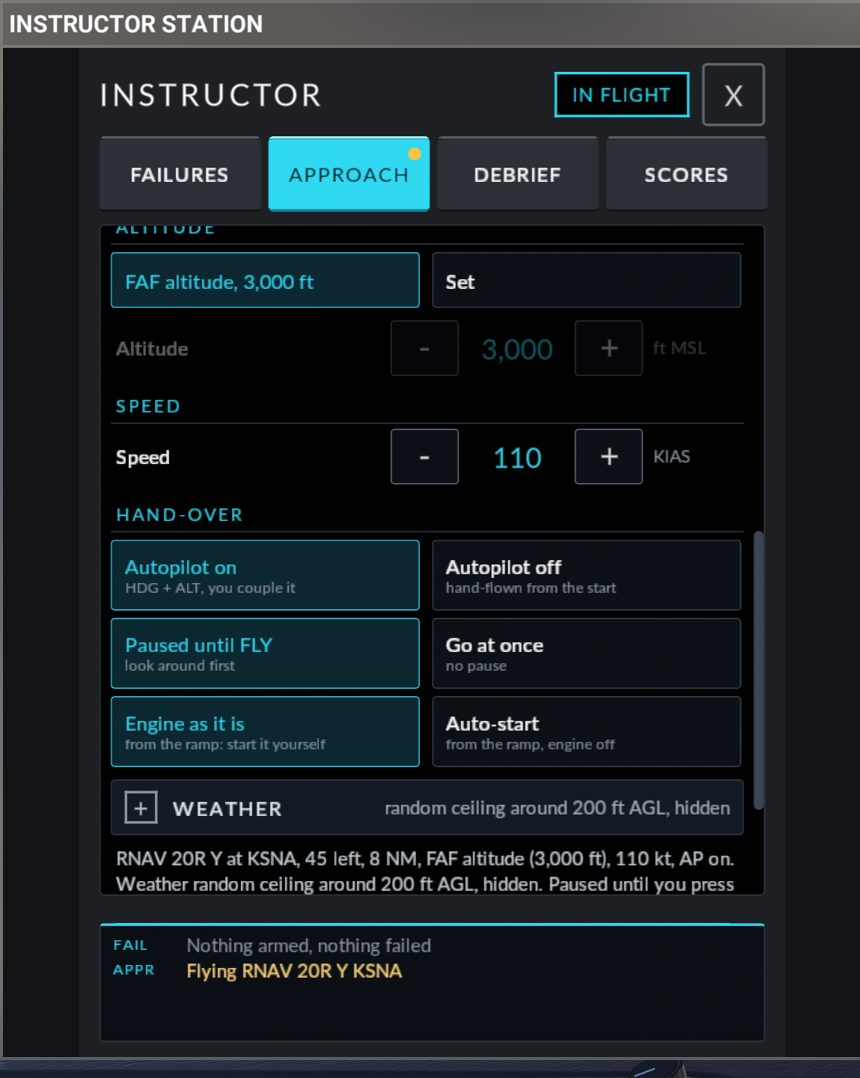 INSTRUCTOR STATION
INSTRUCTOR
IN FLIGHT
X
FAILURES
APPROACH
DEBRIEF
SCORES
ALTITUDE
FAF altitude, 3,000 ft
Set
Altitude - 3,000 + ft MSL
SPEED
Speed - 110 + KIAS
HAND-OVER
Autopilot on
HDG + ALT, you couple it
Autopilot off
hand-flown from the start
Paused until FLY
look around first
Go at once
no pause
Engine as it is
from the ramp: start it yourself
Auto-start
from the ramp, engine off
+ WEATHER random ceiling around 200 ft AGL, hidden
RNAV 20R Y at KSNA, 45 left, 8 NM, FAF altitude (3,000 ft), 110 kt, AP on.
Weather random ceiling around 200 ft AGL, hidden. Paused until you press
FAIL Nothing armed, nothing failed
APPR Flying RNAV 20R Y KSNA